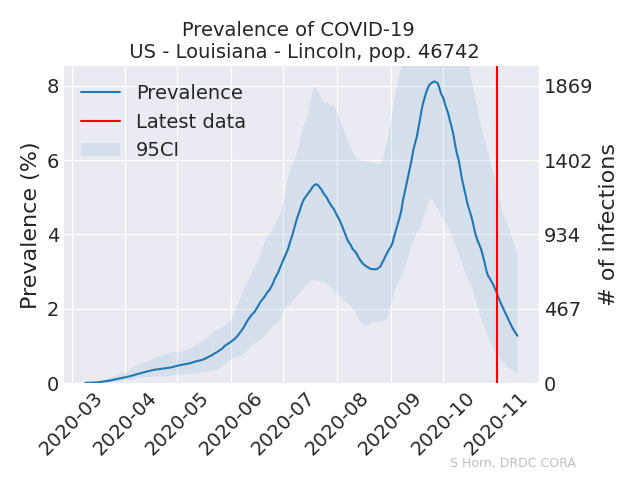 Prevalence of COVID-19
US - Louisiana - Lincoln, pop. 46742
Prevalence
Latest data
95CI
Prevalence (%)
8
6
4
2
0
# of infections
1869
1402
934
467
0
2020-03
2020-04
2020-05
2020-06
2020-07
2020-08
2020-09
2020-10
2020-11
S Horn, DRDC CORA